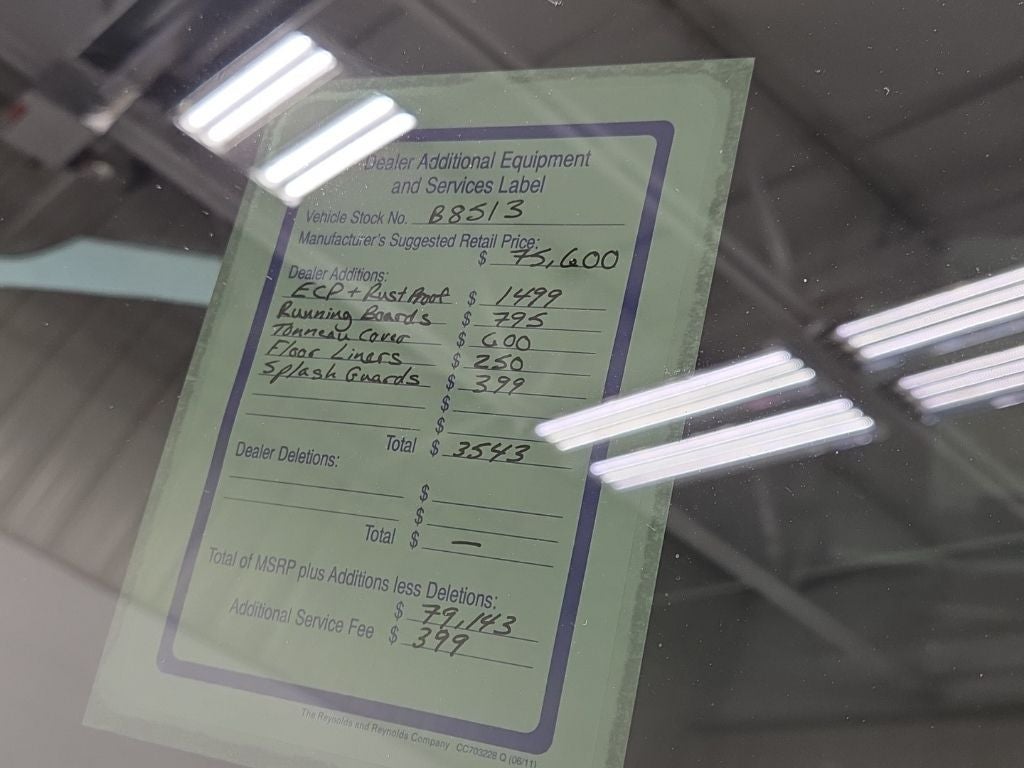 Dealer Additional Equipment
and Services Label
Vehicle Stock No. B8513
Manufacturer's Suggested Retail Price:
$ 75,600
Dealer Additions:
ECP + Rust Proof $ 1499
Running Boards $ 795
Tonneau Cover $ 600
Floor Liners $ 250
Splash Guards $ 399
$
$
Total $ 3543
Dealer Deletions:
$
$
Total $ —
Total of MSRP plus Additions less Deletions:
$ 79,143
Additional Service Fee $ 399
The Reynolds and Reynolds Company CC703228 Q (06/11)